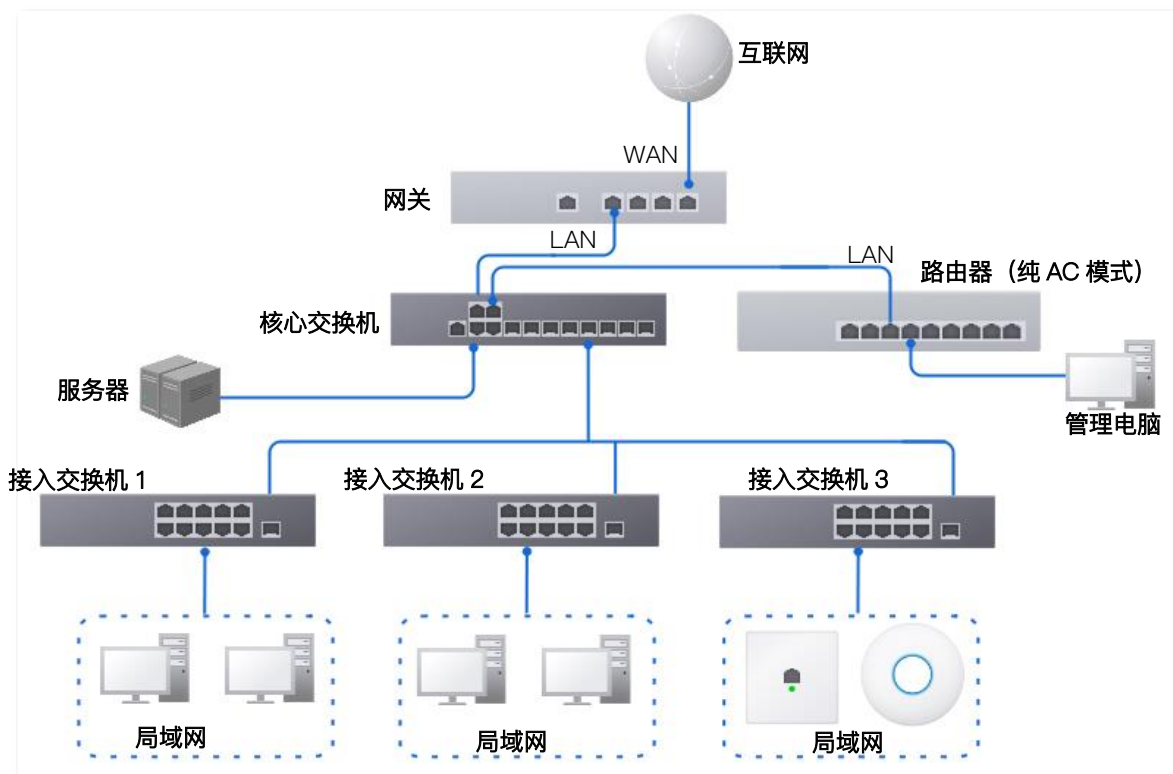 互联网
WAN
网关
LAN
LAN
路由器（纯 AC 模式）
核心交换机
服务器
管理电脑
接入交换机 1
接入交换机 2
接入交换机 3
局域网
局域网
局域网